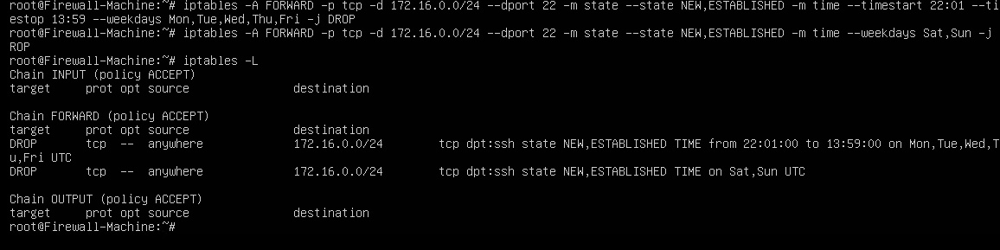 root@Firewall-Machine:~# iptables -A FORWARD -p tcp -d 172.16.0.0/24 --dport 22 -m state --state NEW,ESTABLISHED -m time --timestart 22:01 --ti
estop 13:59 --weekdays Mon,Tue,Wed,Thu,Fri -j DROP
root@Firewall-Machine:~# iptables -A FORWARD -p tcp -d 172.16.0.0/24 --dport 22 -m state --state NEW,ESTABLISHED -m time --weekdays Sat,Sun -j
ROP
root@Firewall-Machine:~# iptables -L
Chain INPUT (policy ACCEPT)
target     prot opt source               destination

Chain FORWARD (policy ACCEPT)
target     prot opt source               destination
DROP       tcp  --  anywhere             172.16.0.0/24        tcp dpt:ssh state NEW,ESTABLISHED TIME from 22:01:00 to 13:59:00 on Mon,Tue,Wed,T
u,Fri UTC
DROP       tcp  --  anywhere             172.16.0.0/24        tcp dpt:ssh state NEW,ESTABLISHED TIME on Sat,Sun UTC

Chain OUTPUT (policy ACCEPT)
target     prot opt source               destination
root@Firewall-Machine:~#